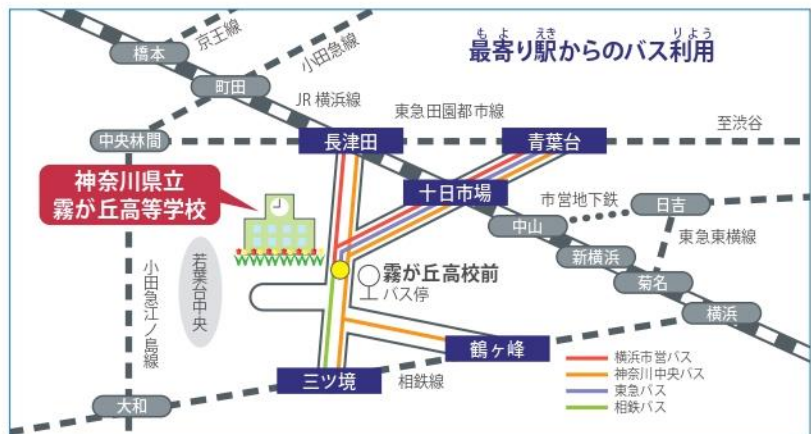 最寄り駅からのバス利用
もよ えき りよう
京王線
橋本
小田急線
町田
JR 横浜線
東急田園都市線
至渋谷
中央林間
長津田
青葉台
神奈川県立
霧が丘高等学校
十日市場
市営地下鉄
日吉
中山
東急東横線
新横浜
菊名
横浜
若葉台中央
小田急江ノ島線
霧が丘高校前
バス停
鶴ヶ峰
三ツ境
相鉄線
大和
横浜市営バス
神奈川中央バス
東急バス
相鉄バス